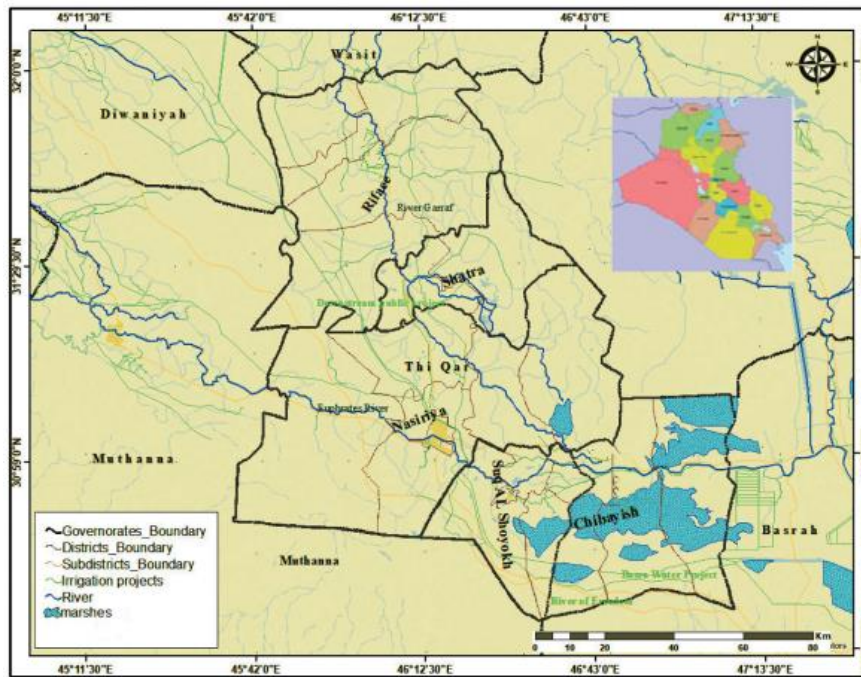 45°11'30"E 45°42'0"E 46°12'30"E 46°43'0"E 47°13'30"E
32°0'0"N
31°29'30"N
30°59'0"N
N
W E
S
Wasit
Diwaniyah
Riface
River Garraf
Shatra
Thi Qar
Euphrates River
Nasiriya
Muthanna
Suq AL Shoyokh
Chibayish
Basrah
Muthanna
Governorates_Boundary
Districts_Boundary
Subdistricts_Boundary
Irrigation projects
River
marshes
Km
0 10 20 40 60 80
45°11'30"E 45°42'0"E 46°12'30"E 46°43'0"E 47°13'30"E